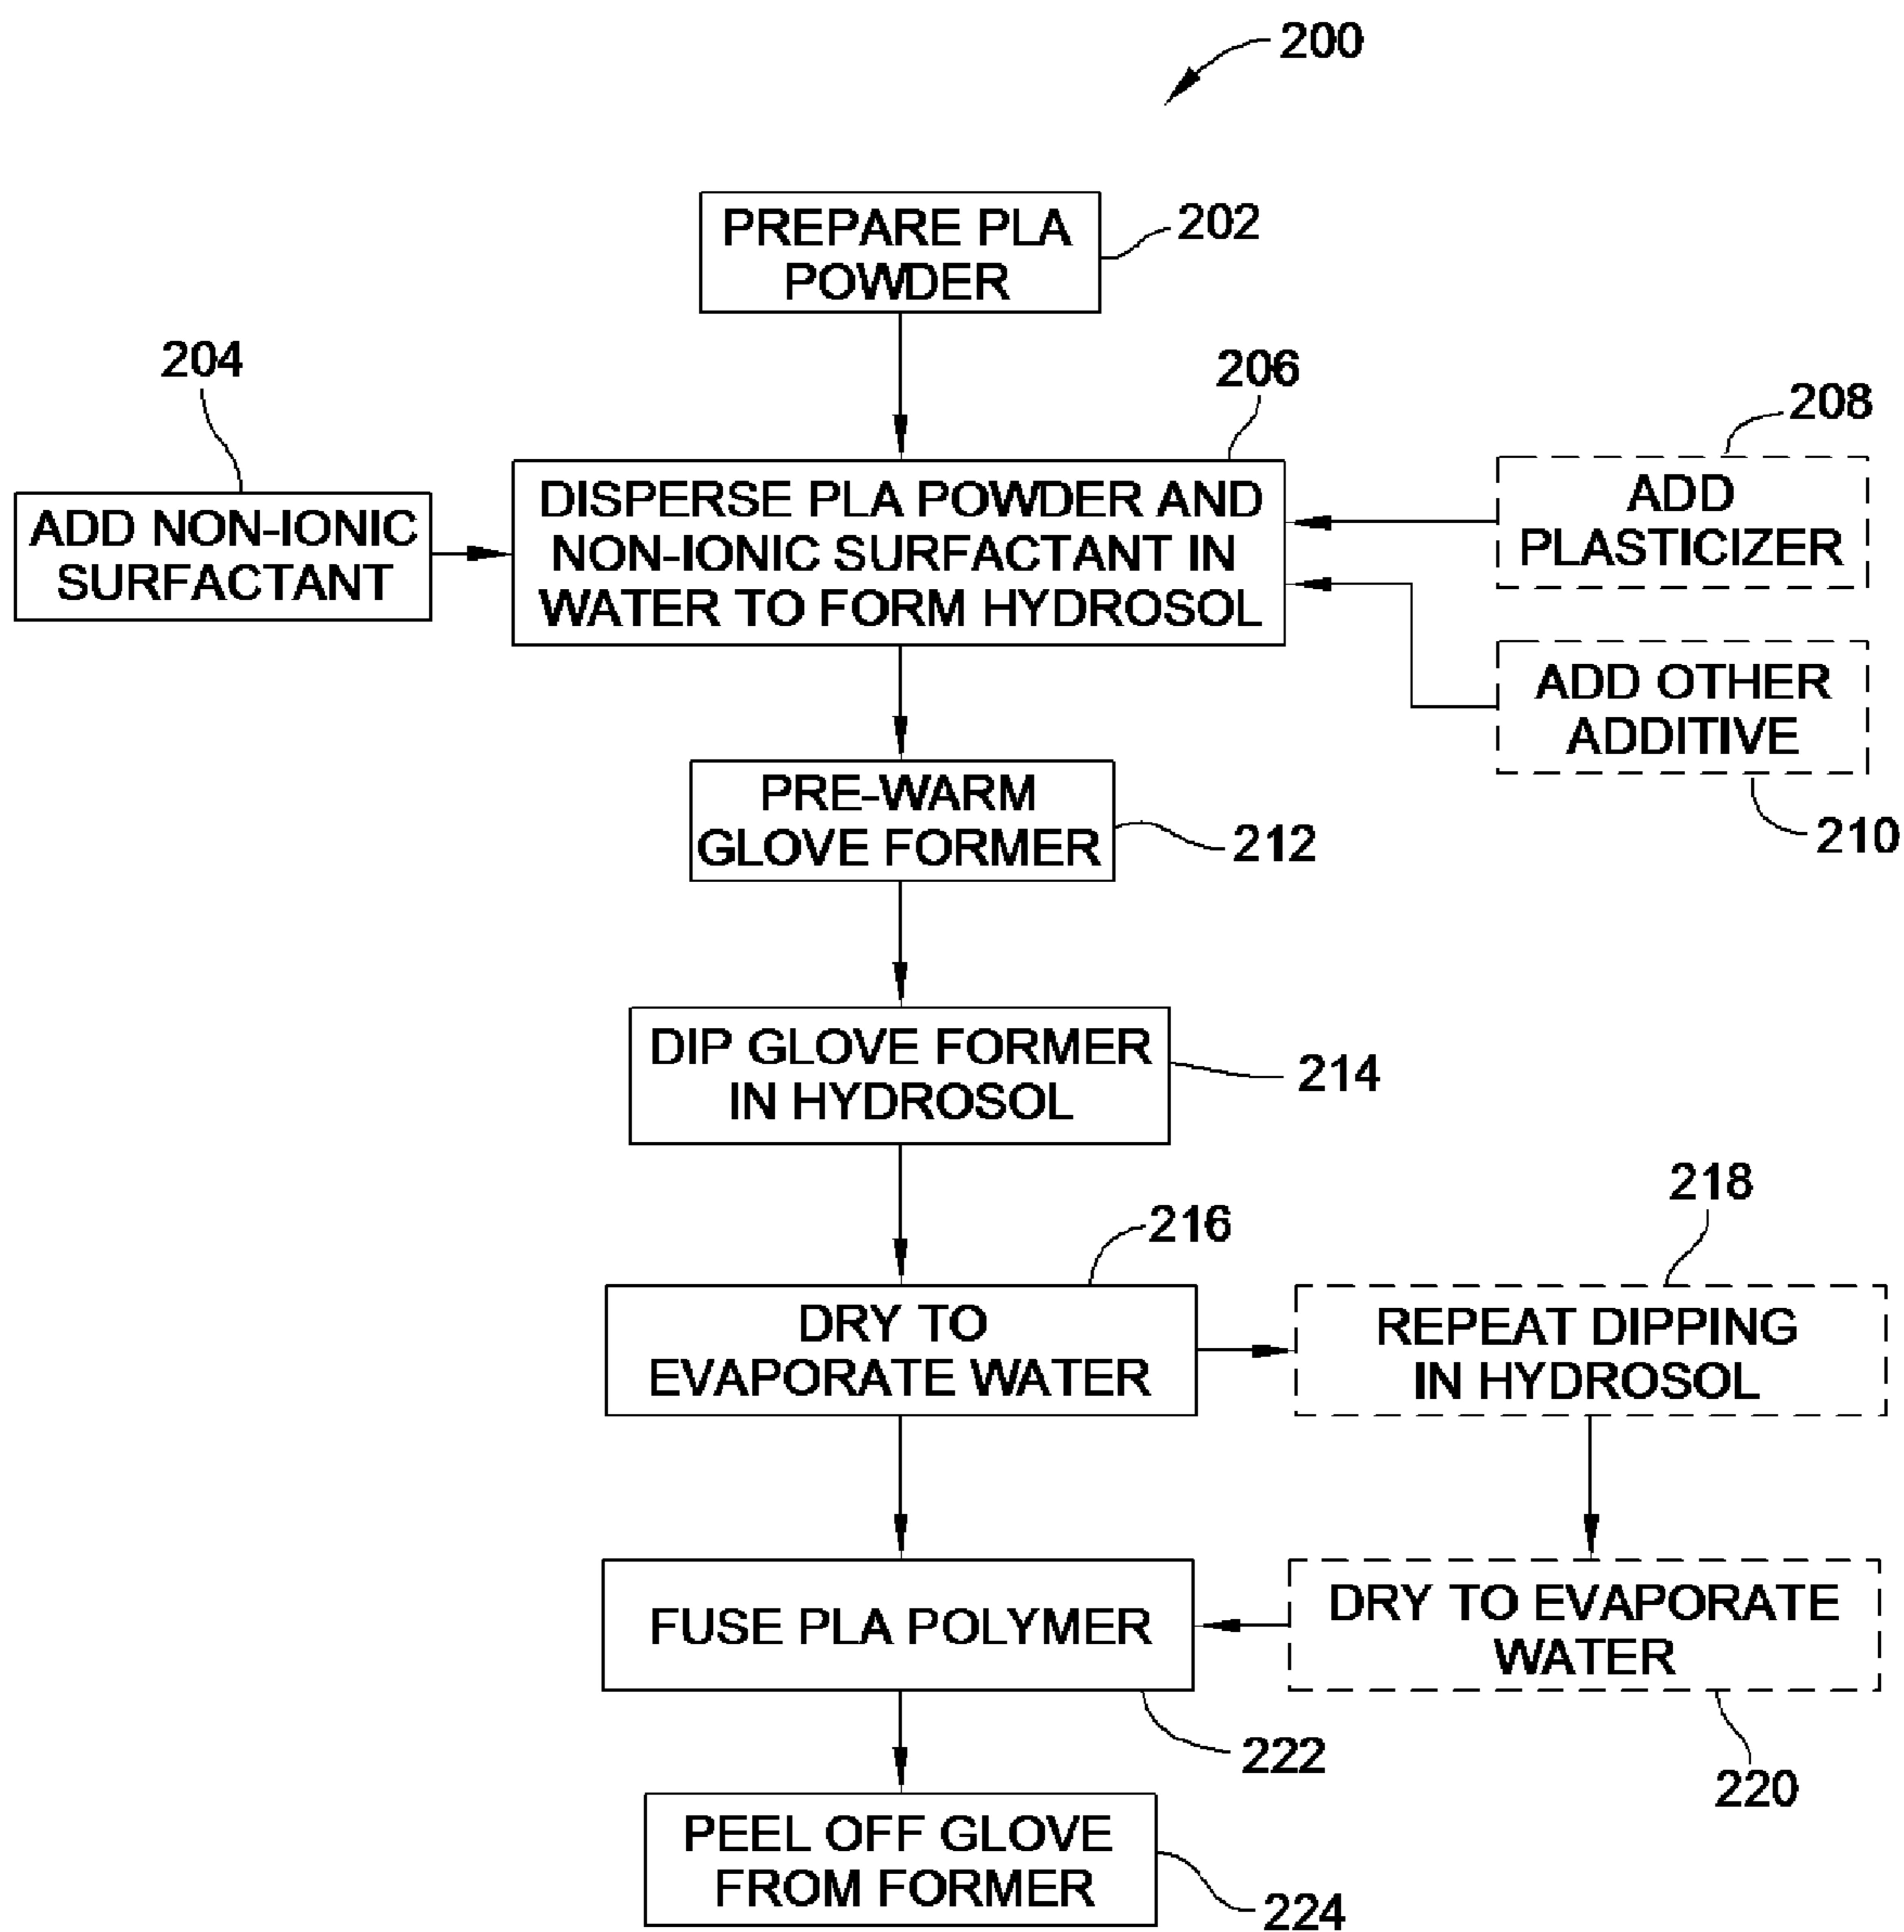 200
PREPARE PLA
POWDER
202
204
206
208
ADD NON-IONIC
SURFACTANT
DISPERSE PLA POWDER AND
NON-IONIC SURFACTANT IN
WATER TO FORM HYDROSOL
ADD
PLASTICIZER
ADD OTHER
ADDITIVE
210
PRE-WARM
GLOVE FORMER
212
DIP GLOVE FORMER
IN HYDROSOL
214
216
218
DRY TO
EVAPORATE WATER
REPEAT DIPPING
IN HYDROSOL
FUSE PLA POLYMER
DRY TO EVAPORATE
WATER
222
220
PEEL OFF GLOVE
FROM FORMER
224